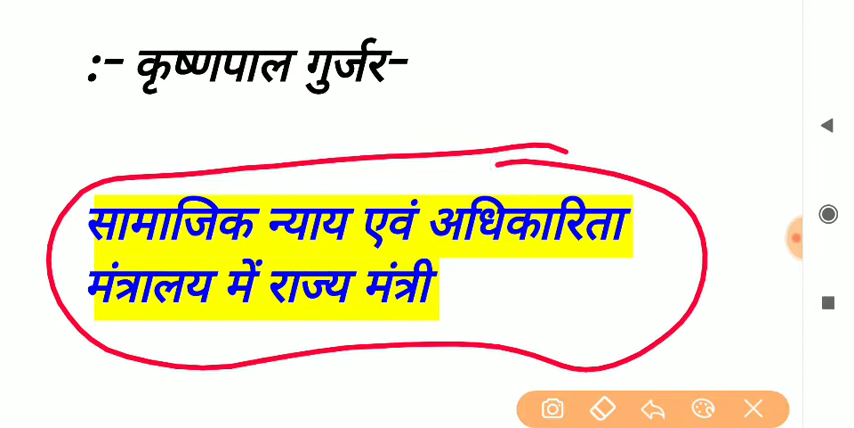 :- कृष्णपाल गुर्जर-
सामाजिक न्याय एवं अधिकारिता
मंत्रालय में राज्य मंत्री